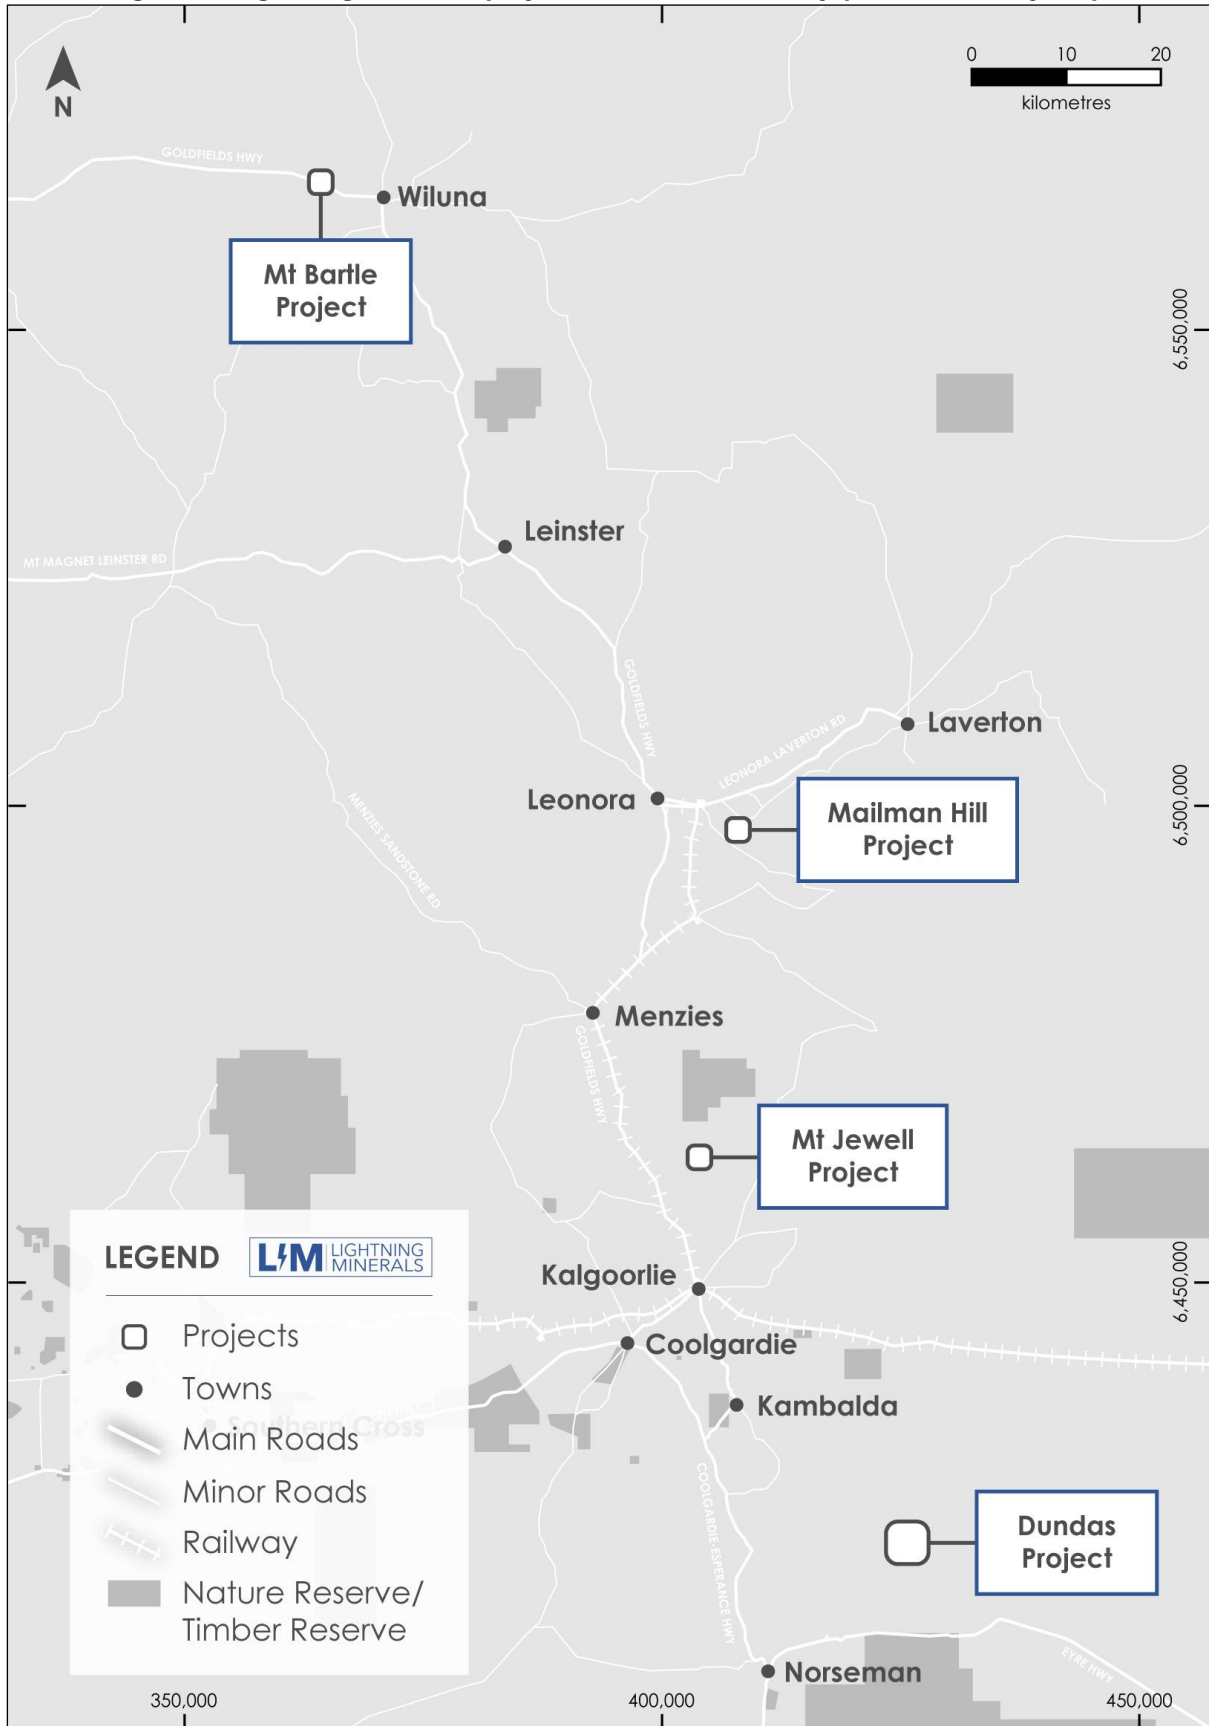 N
0 10 20
kilometres
GOLDFIELDS HWY
Wiluna
Mt Bartle
Project
6,550,000
Leinster
MT MAGNET LEINSTER RD
GOLDFIELDS HWY
Laverton
LEONORA LAVERTON RD
Leonora
Mailman Hill
Project
6,500,000
MENZIES SANDSTONE RD
Menzies
GOLDFIELDS HWY
Mt Jewell
Project
Kalgoorlie
6,450,000
Coolgardie
Kambalda
COOLGARDIE-ESPERANCE HWY
Dundas
Project
EYRE HWY
Norseman
LEGEND
LM LIGHTNING
MINERALS
Projects
Towns
Southern Cross
Main Roads
Minor Roads
Railway
Nature Reserve/
Timber Reserve
350,000 400,000 450,000